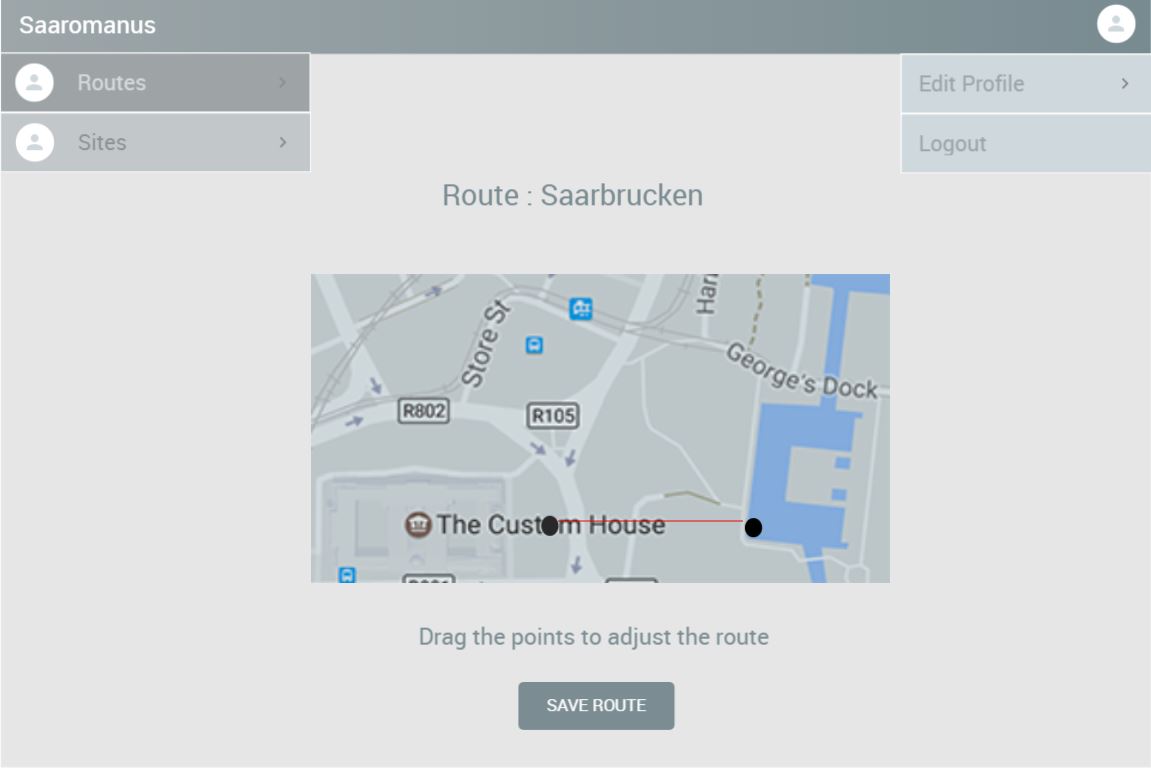 Saaromanus
Routes
Edit Profile
Sites
Logout
Route : Saarbrucken
Store St
George's Dock
R802
R105
The Custom House
Drag the points to adjust the route
SAVE ROUTE